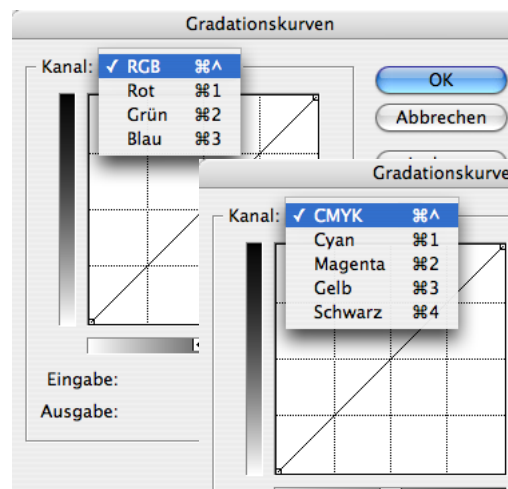 Gradationskurven
Kanal: ✓ RGB ⌘^
Rot ⌘1
Grün ⌘2
Blau ⌘3
OK
Abbrechen
Eingabe:
Ausgabe:
Gradationskurve
Kanal: ✓ CMYK ⌘^
Cyan ⌘1
Magenta ⌘2
Gelb ⌘3
Schwarz ⌘4